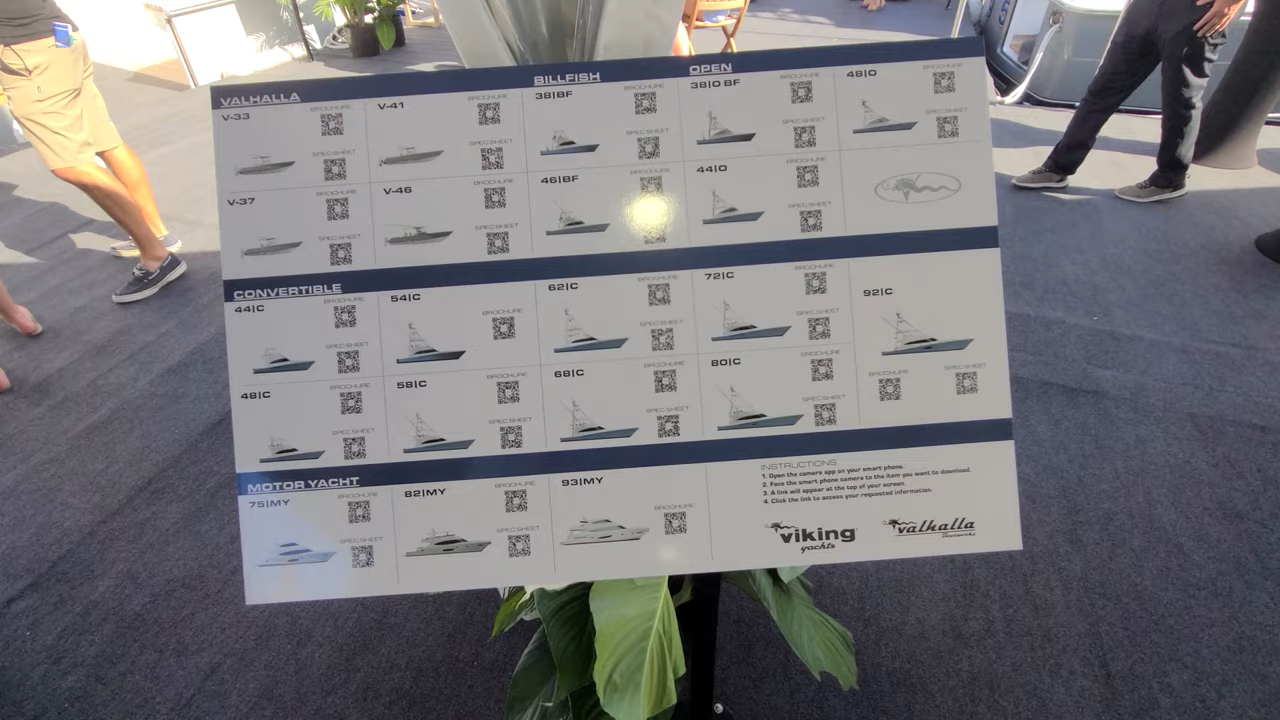 VALHALLA
BILLFISH
OPEN
V-33
BROCHURE
SPEC SHEET
V-41
BROCHURE
SPEC SHEET
38|BF
BROCHURE
SPEC SHEET
38|O BF
BROCHURE
SPEC SHEET
48|O
BROCHURE
SPEC SHEET
V-37
BROCHURE
SPEC SHEET
V-46
BROCHURE
SPEC SHEET
46|BF
BROCHURE
44|O
BROCHURE
SPEC SHEET
CONVERTIBLE
44|C
BROCHURE
SPEC SHEET
54|C
BROCHURE
62|C
BROCHURE
SPEC SHEET
72|C
BROCHURE
SPEC SHEET
92|C
BROCHURE
SPEC SHEET
48|C
BROCHURE
SPEC SHEET
58|C
BROCHURE
SPEC SHEET
68|C
BROCHURE
SPEC SHEET
80|C
BROCHURE
SPEC SHEET
MOTOR YACHT
75|MY
BROCHURE
SPEC SHEET
82|MY
BROCHURE
SPEC SHEET
93|MY
BROCHURE
INSTRUCTIONS
1. Open the camera app on your smart phone.
2. Face the smart phone camera to the item you want to download.
3. A link will appear at the top of your screen.
4. Click the link to access your requested information.
viking
yachts
valhalla
Boatworks